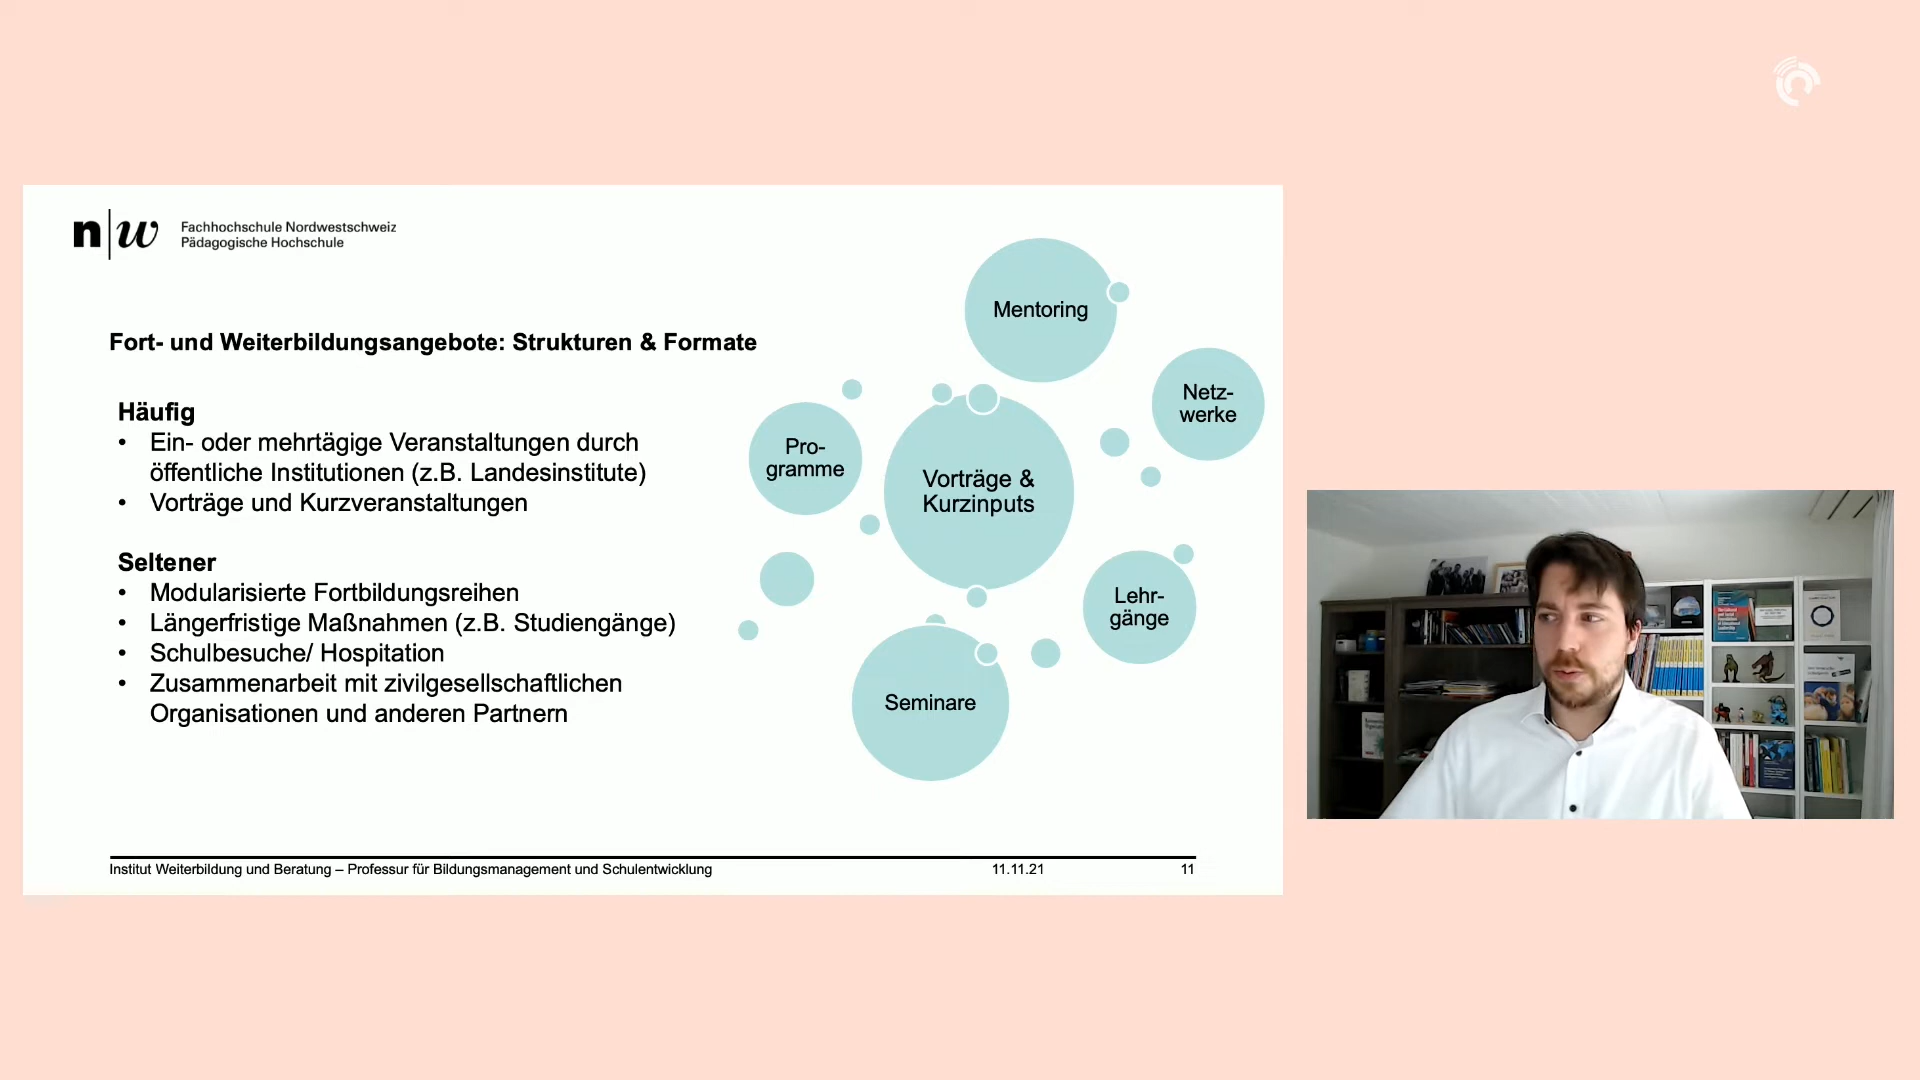 n|w Fachhochschule Nordwestschweiz
Pädagogische Hochschule
Fort- und Weiterbildungsangebote: Strukturen & Formate
Häufig
• Ein- oder mehrtägige Veranstaltungen durch
öffentliche Institutionen (z.B. Landesinstitute)
• Vorträge und Kurzveranstaltungen
Seltener
• Modularisierte Fortbildungsreihen
• Längerfristige Maßnahmen (z.B. Studiengänge)
• Schulbesuche/ Hospitation
• Zusammenarbeit mit zivilgesellschaftlichen
Organisationen und anderen Partnern
Mentoring
Netz-
werke
Pro-
gramme
Vorträge &
Kurzinputs
Lehr-
gänge
Seminare
Institut Weiterbildung und Beratung – Professur für Bildungsmanagement und Schulentwicklung
11.11.21
11